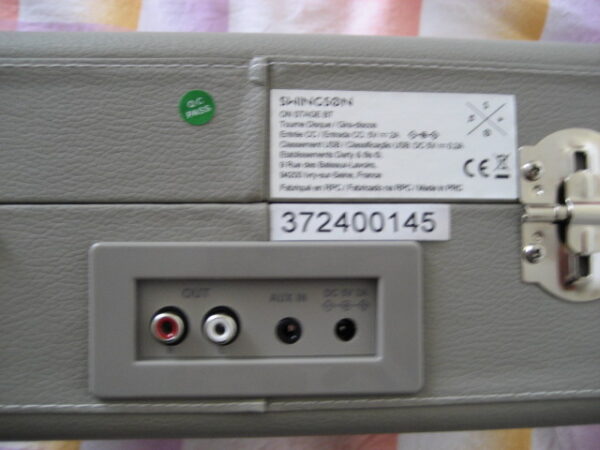 Q.C
PASS
SWINGSON
ON STAGE BT
Tourne Disque / Gira-discos
Entrée CC / Entrada CC: 5V 2A
Classement USB / Classificação USB: DC 5V 0.2A
Etablissements Darty & fils ©,
9 Rue des Bateaux-Lavoirs,
94200 Ivry-sur-Seine, France
Fabriqué en RPC / Fabricado na RPC / Made in PRC
S S F B
CE
372400145
OUT
AUX IN
DC 5V 2A
R L